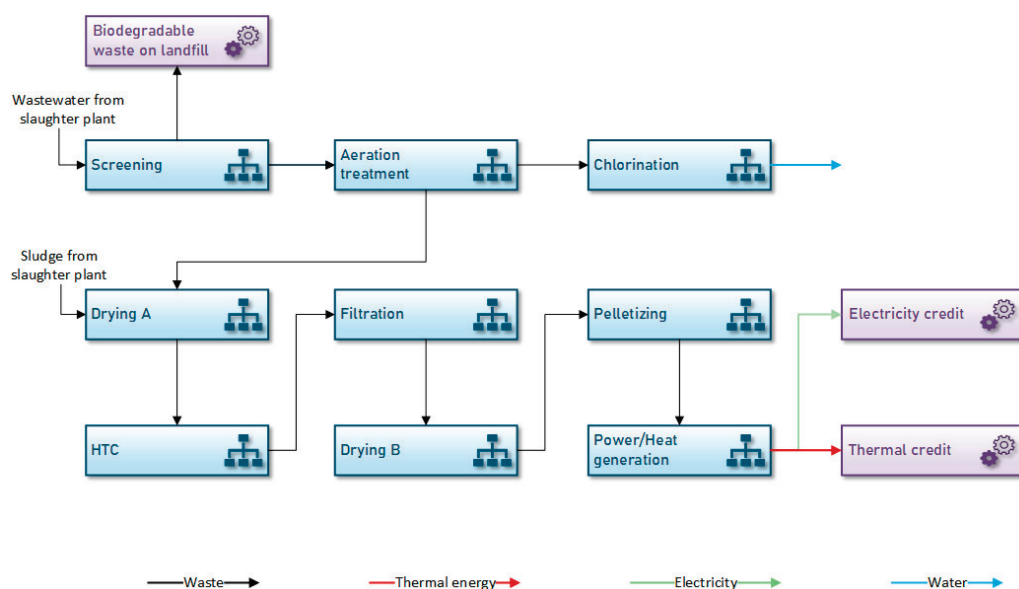 Biodegradable
waste on landfill
Wastewater from
slaughter plant
Screening
Aeration
treatment
Chlorination
Sludge from
slaughter plant
Drying A
Filtration
Pelletizing
Electricity credit
HTC
Drying B
Power/Heat
generation
Thermal credit
Waste
Thermal energy
Electricity
Water